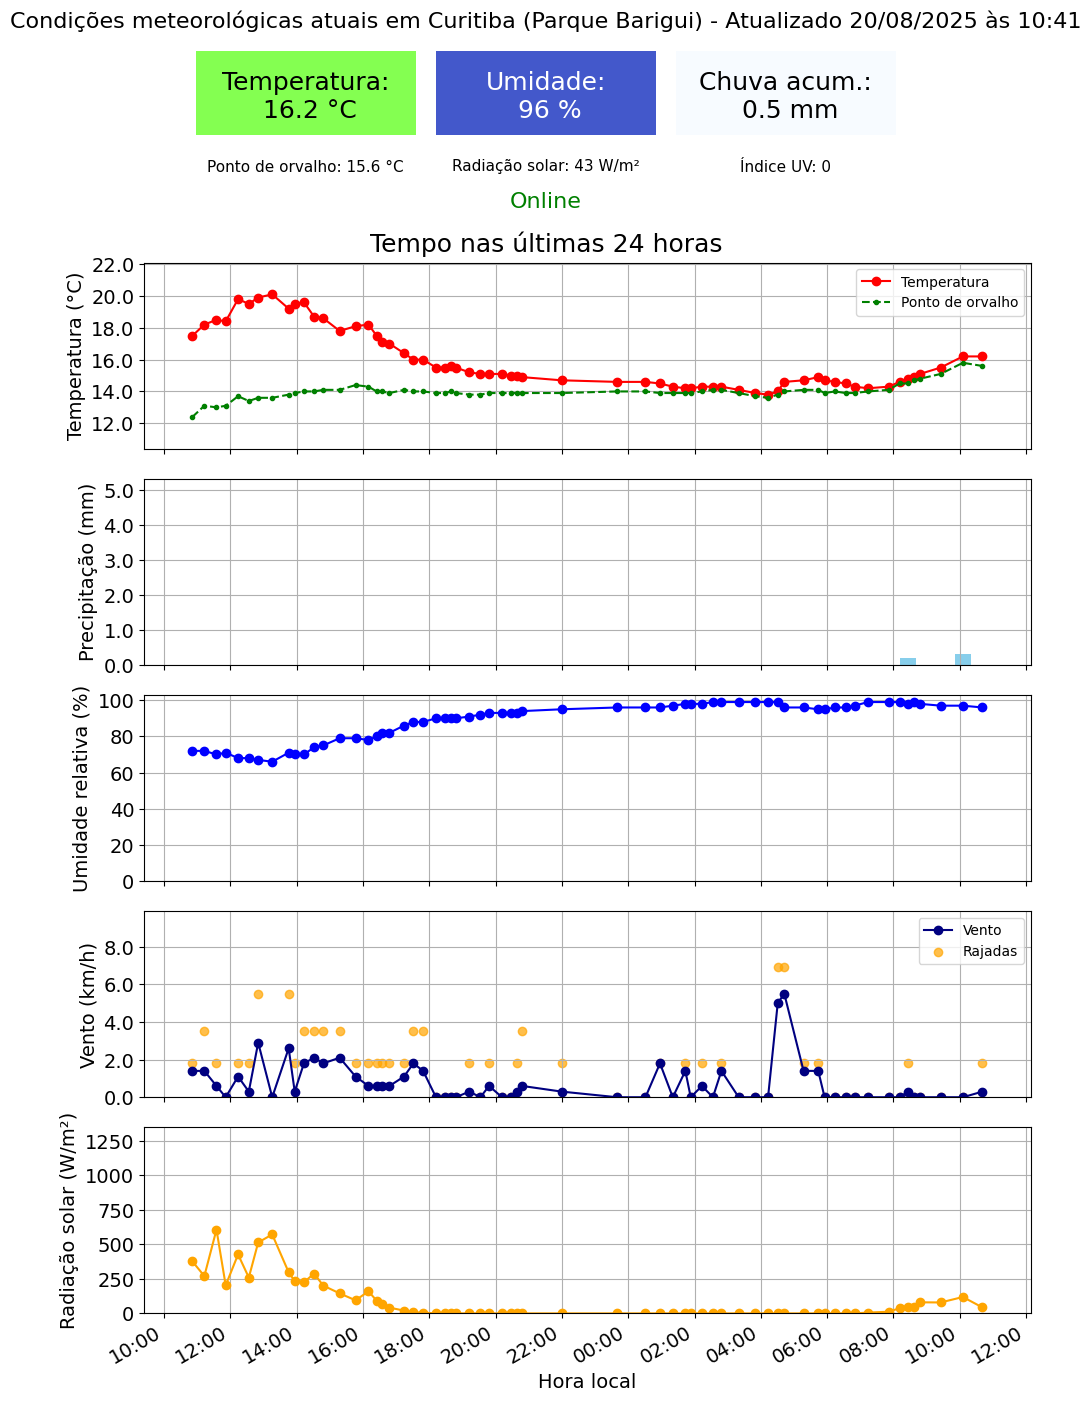 Condições meteorológicas atuais em Curitiba (Parque Barigui) - Atualizado 20/08/2025 às 10:41
Temperatura:
16.2 °C
Umidade:
96 %
Chuva acum.:
0.5 mm
Ponto de orvalho: 15.6 °C
Radiação solar: 43 W/m²
Índice UV: 0
Online
Tempo nas últimas 24 horas
Temperatura (°C)
22.0
20.0
18.0
16.0
14.0
12.0
Temperatura
Ponto de orvalho
Precipitação (mm)
5.0
4.0
3.0
2.0
1.0
0.0
Umidade relativa (%)
100
80
60
40
20
0
Vento (km/h)
8.0
6.0
4.0
2.0
0.0
Vento
Rajadas
Radiação solar (W/m²)
1250
1000
750
500
250
0
10:00
12:00
14:00
16:00
18:00
20:00
22:00
00:00
02:00
04:00
06:00
08:00
10:00
12:00
Hora local